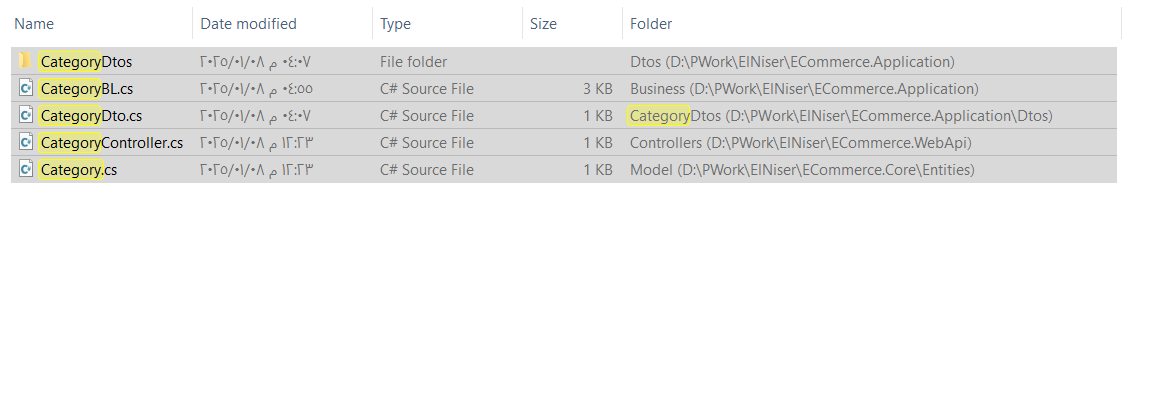 Name Date modified Type Size Folder
CategoryDtos ٢٠٢٥/٠١/٠٨ ٠٤:٠٧ م File folder Dtos (D:\PWork\ElNiser\ECommerce.Application)
CategoryBL.cs ٢٠٢٥/٠١/٠٨ ٠٤:٥٥ م C# Source File 3 KB Business (D:\PWork\ElNiser\ECommerce.Application)
CategoryDto.cs ٢٠٢٥/٠١/٠٨ ٠٤:٠٧ م C# Source File 1 KB CategoryDtos (D:\PWork\ElNiser\ECommerce.Application\Dtos)
CategoryController.cs ٢٠٢٥/٠١/٠٨ ١٢:٢٣ م C# Source File 1 KB Controllers (D:\PWork\ElNiser\ECommerce.WebApi)
Category.cs ٢٠٢٥/٠١/٠٨ ١٢:٢٣ م C# Source File 1 KB Model (D:\PWork\ElNiser\ECommerce.Core\Entities)